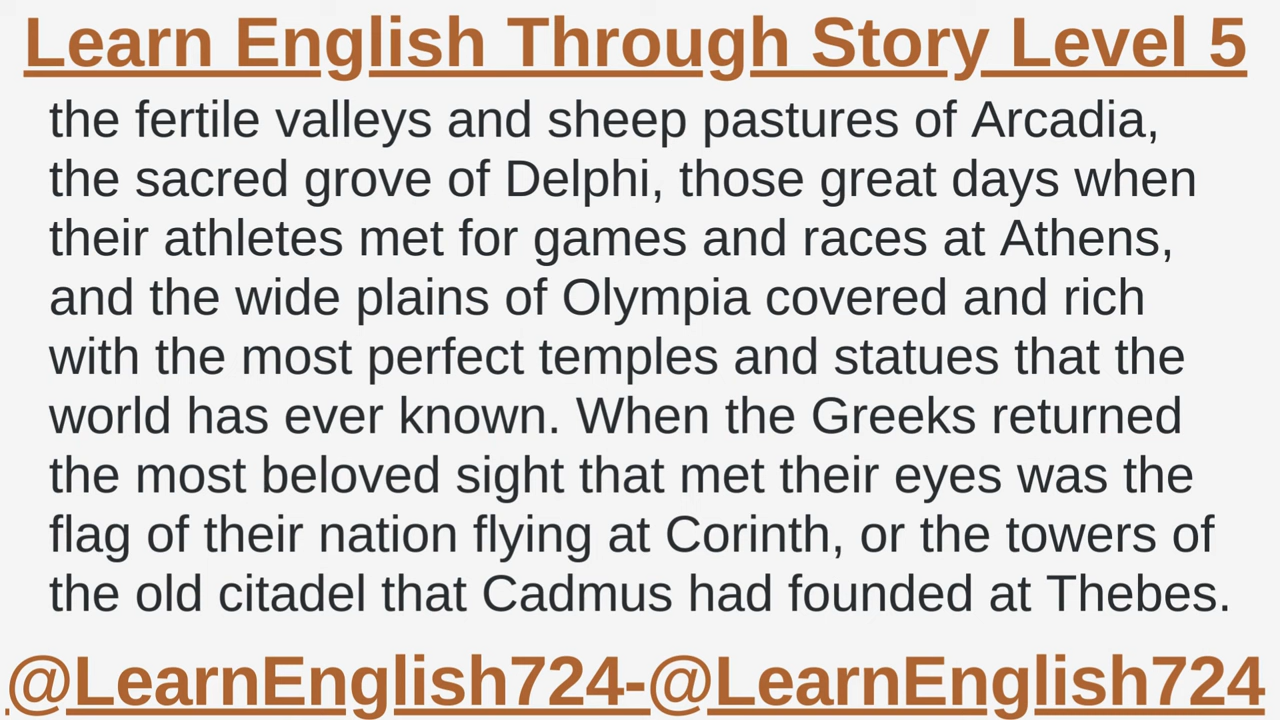 Learn English Through Story Level 5
the fertile valleys and sheep pastures of Arcadia,
the sacred grove of Delphi, those great days when
their athletes met for games and races at Athens,
and the wide plains of Olympia covered and rich
with the most perfect temples and statues that the
world has ever known. When the Greeks returned
the most beloved sight that met their eyes was the
flag of their nation flying at Corinth, or the towers of
the old citadel that Cadmus had founded at Thebes.
@LearnEnglish724-@LearnEnglish724